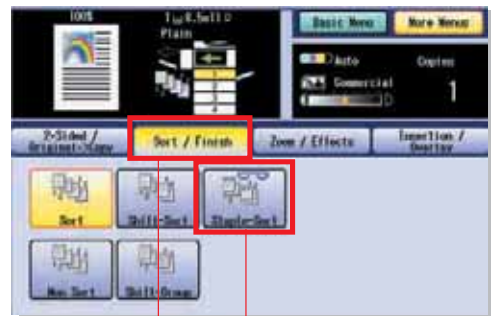 100%
Plain
Basic Menu
More Menus
Auto
Copies
Commercial
1
2-Sided /
Original->Copy
Sort / Finish
Zoom / Effects
Insertion /
Overlay
Sort
Shift-Sort
Staple-Sort
Non Sort
Shift-Group